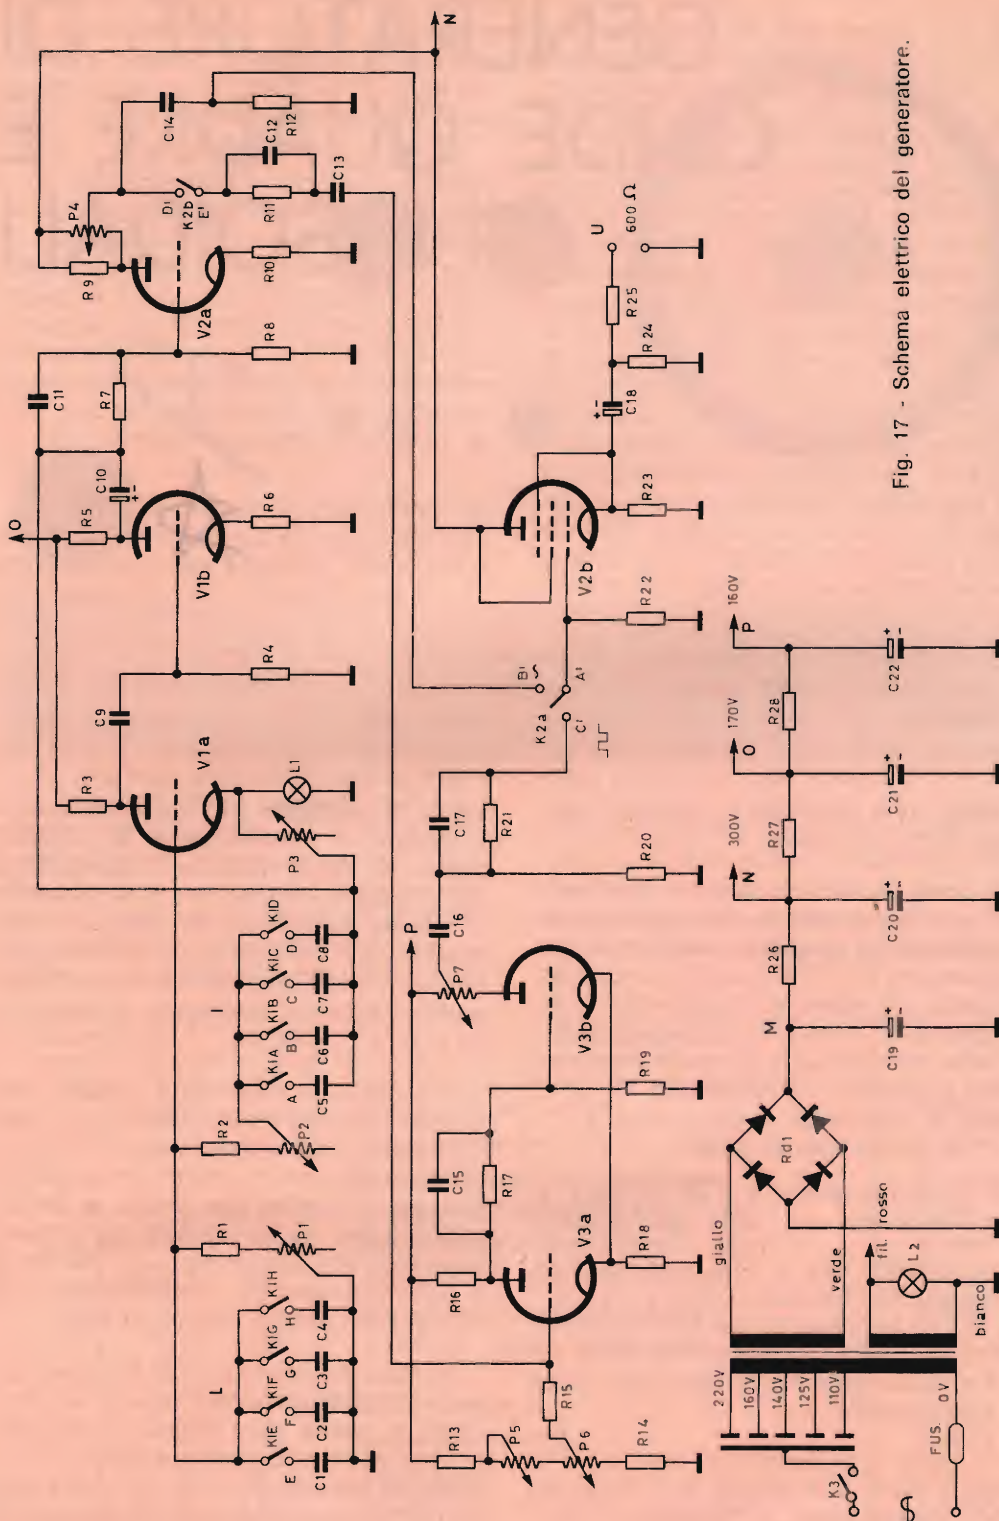 O
N
R3
R5
C11
R9
P4
C14
C9
C10
+-
R7
D'
K2b
E'
C12
R12
R11
C13
V1a
V1b
V2a
R4
R6
R8
R10
L1
P3
L
I
K1E
K1F
K1G
K1H
R1
R2
K1A
K1B
K1C
K1D
E
F
G
H
P1
P2
A
B
C
D
C1
C2
C3
C4
C5
C6
C7
C8
P
R16
C15
R17
P7
C16
C17
R21
B'
~
K2a
A'
C'
V2b
+-
C18
R25
U
600 Ω
R24
R13
P5
R15
P6
R14
V3a
V3b
R18
R19
R20
R22
R23
220V
160V
140V
125V
110V
0V
K3
FUS.
giallo
verde
fil.
rosso
L2
bianco
Rd1
M
R26
N
300V
R27
O
170V
R28
P
160V
C19
+
-
C20
+
-
C21
+
-
C22
+
-
Fig. 17 - Schema elettrico del generatore.